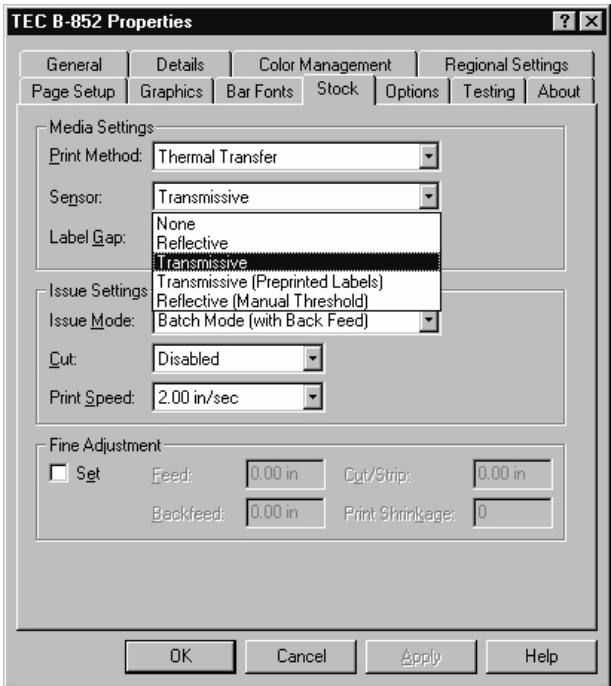 TEC B-852 Properties
General Details Color Management Regional Settings
Page Setup Graphics Bar Fonts Stock Options Testing About
Media Settings
Print Method: Thermal Transfer
Sensor: Transmissive
None
Label Gap: Reflective
Transmissive
Transmissive (Preprinted Labels)
Issue Settings Reflective (Manual Threshold)
Issue Mode: Batch Mode (with Back Feed)
Cut: Disabled
Print Speed: 2.00 in/sec
Fine Adjustment
Set Feed: 0.00 in Cut/Strip: 0.00 in
Backfeed: 0.00 in Print Shrinkage: 0
OK Cancel Apply Help